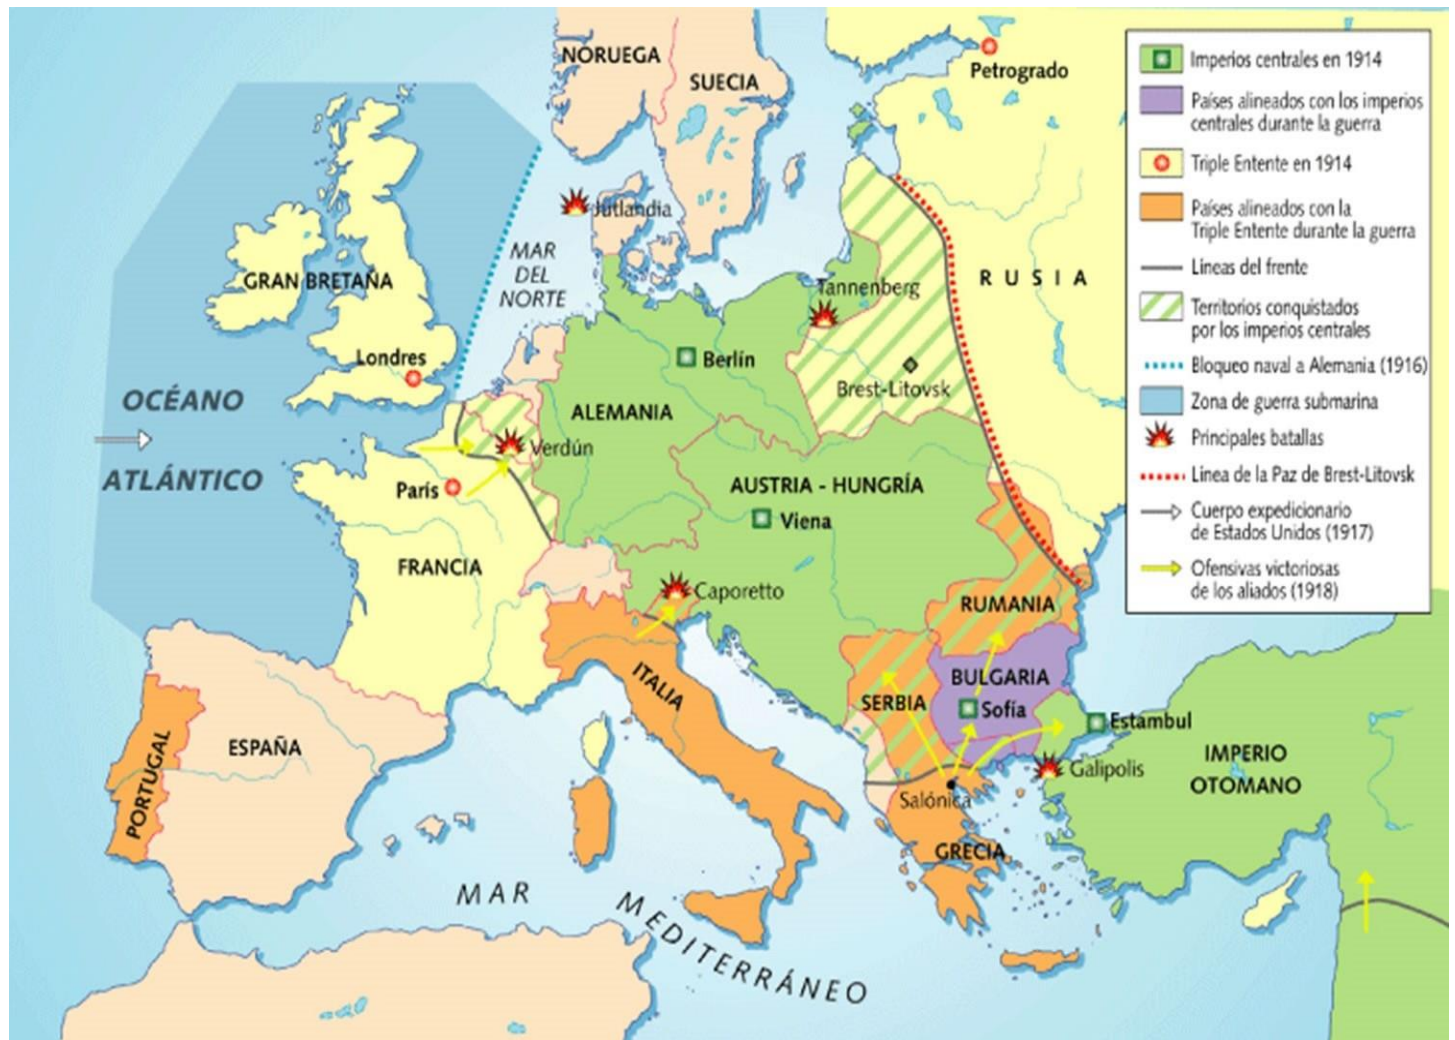 NORUEGA
SUECIA
Petrogrado
Jutlandia
MAR
DEL
NORTE
GRAN BRETAÑA
Londres
RUSIA
Tannenberg
Berlín
Brest-Litovsk
OCÉANO
ATLÁNTICO
ALEMANIA
Verdún
París
AUSTRIA - HUNGRÍA
Viena
FRANCIA
Caporetto
RUMANIA
ITALIA
BULGARIA
SERBIA
Sofía
Estambul
PORTUGAL
ESPAÑA
IMPERIO
OTOMANO
Galipolis
Salónica
GRECIA
MAR
MEDITERRÁNEO
Imperios centrales en 1914
Países alineados con los imperios
centrales durante la guerra
Triple Entente en 1914
Países alineados con la
Triple Entente durante la guerra
Lineas del frente
Territorios conquistados
por los imperios centrales
Bloqueo naval a Alemania (1916)
Zona de guerra submarina
Principales batallas
Linea de la Paz de Brest-Litovsk
Cuerpo expedicionario
de Estados Unidos (1917)
Ofensivas victoriosas
de los aliados (1918)